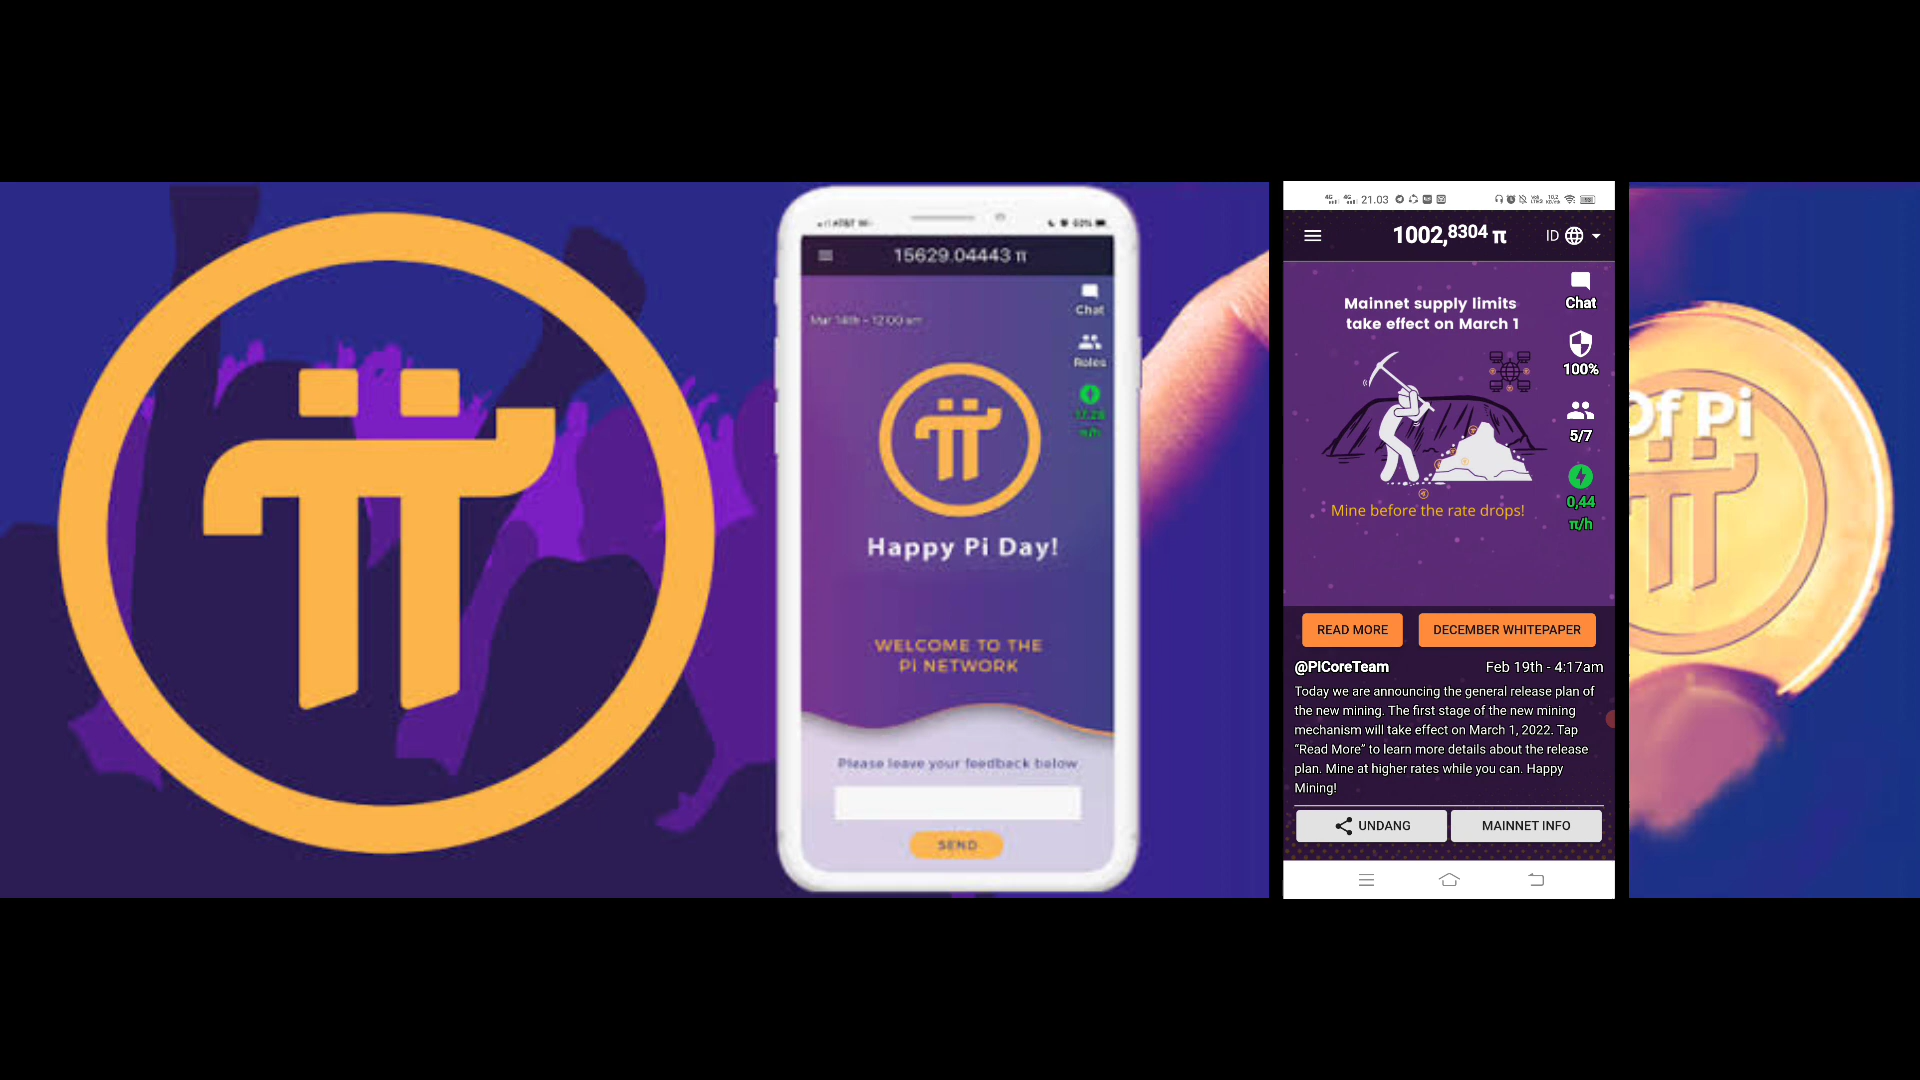 15629.04443 π
Chat
Mar 14th - 12:00 am
Roles
π/h
Happy Pi Day!
WELCOME TO THE
Pi NETWORK
Please leave your feedback below
SEND
21.03
1002,8304 π
ID
Mainnet supply limits
take effect on March 1
Chat
100%
5/7
0,44
π/h
Mine before the rate drops!
READ MORE
DECEMBER WHITEPAPER
@PiCoreTeam
Feb 19th - 4:17am
Today we are announcing the general release plan of
the new mining. The first stage of the new mining
mechanism will take effect on March 1, 2022. Tap
“Read More” to learn more details about the release
plan. Mine at higher rates while you can. Happy
Mining!
UNDANG
MAINNET INFO
Of Pi